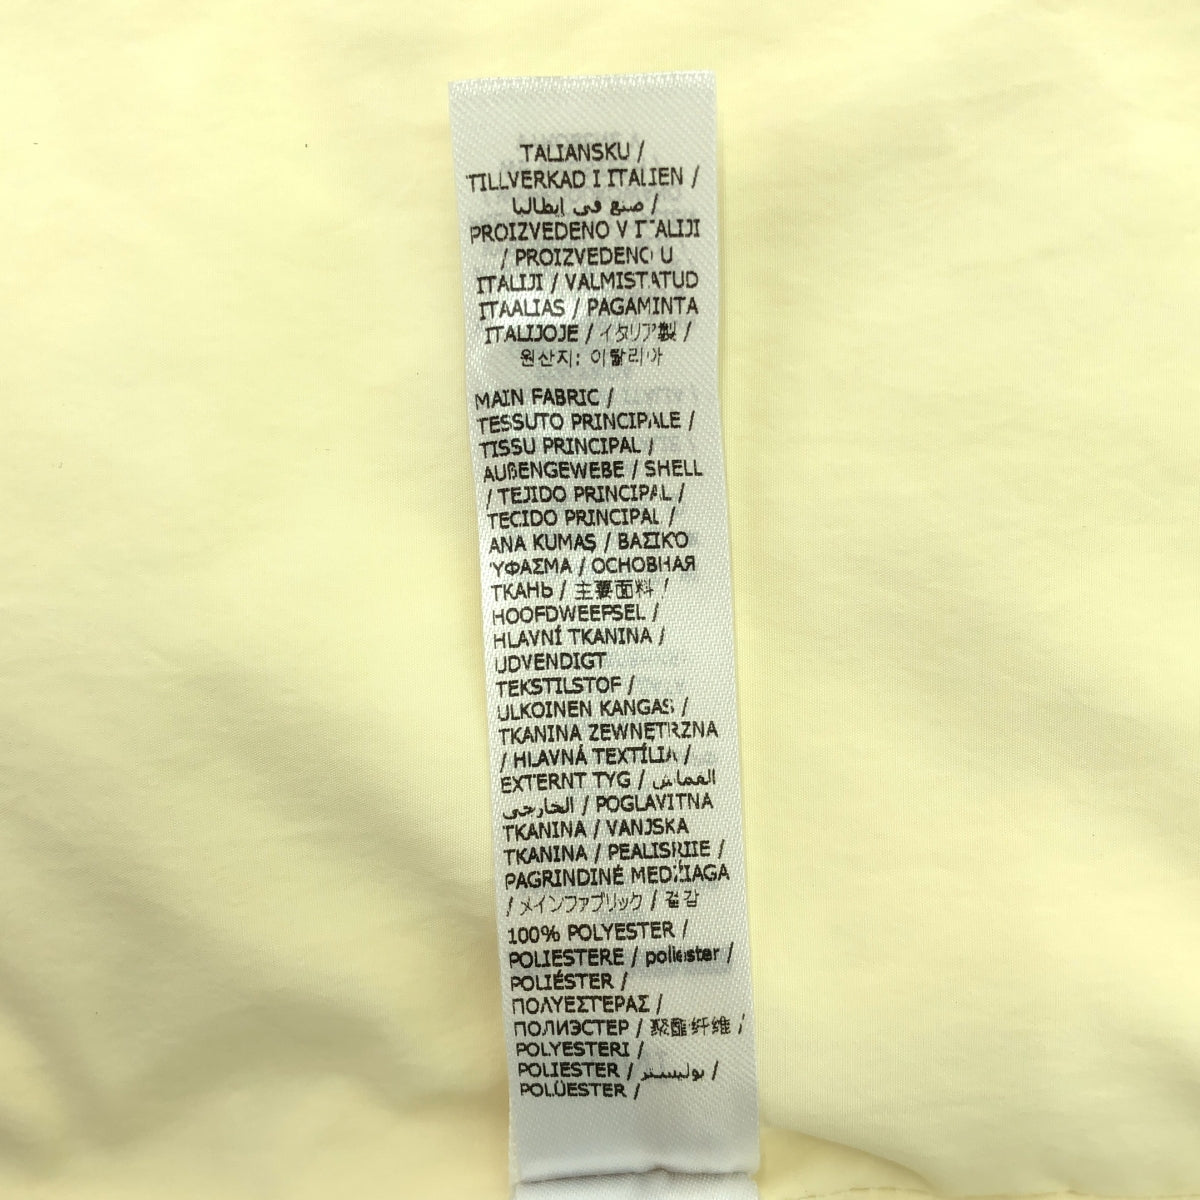 TALIANSKU /
TILLVERKAD I ITALIEN /
صنع في إيطاليا /
PROIZVEDENO V ITALIJI
/ PROIZVEDENO U
ITALIJI / VALMISTATUD
ITAALIAS / PAGAMINTA
ITALIJOJE / イタリア製 /
원산지: 이탈리아
MAIN FABRIC /
TESSUTO PRINCIPALE /
TISSU PRINCIPAL /
AUßENGEWEBE / SHELL
/ TEJIDO PRINCIPAL /
TECIDO PRINCIPAL /
ANA KUMAŞ / ΒΑΣΙΚΌ
ΎΦΑΣΜΑ / ОСНОВНАЯ
ТКАНЬ / 主要面料 /
HOOFDWEEFSEL /
HLAVNÍ TKANINA /
UDVENDIGT
TEKSTILSTOF /
ULKOINEN KANGAS /
TKANINA ZEWNĘTRZNA
/ HLAVNÁ TEXTÍLIA /
EXTERNT TYG / القماش
الخارجي / POGLAVITNA
TKANINA / VANJSKA
TKANINA / PEALISRIIE /
PAGRINDINĖ MEDŽIAGA
/ メインファブリック / 겉감
100% POLYESTER /
POLIESTERE / poliester /
POLIÉSTER /
ΠΟΛΥΕΣΤΕΡΑΣ /
ПОЛИЭСТЕР / 聚酯纤维 /
POLYESTERI /
POLIESTER / بوليستر /
POLÜESTER /